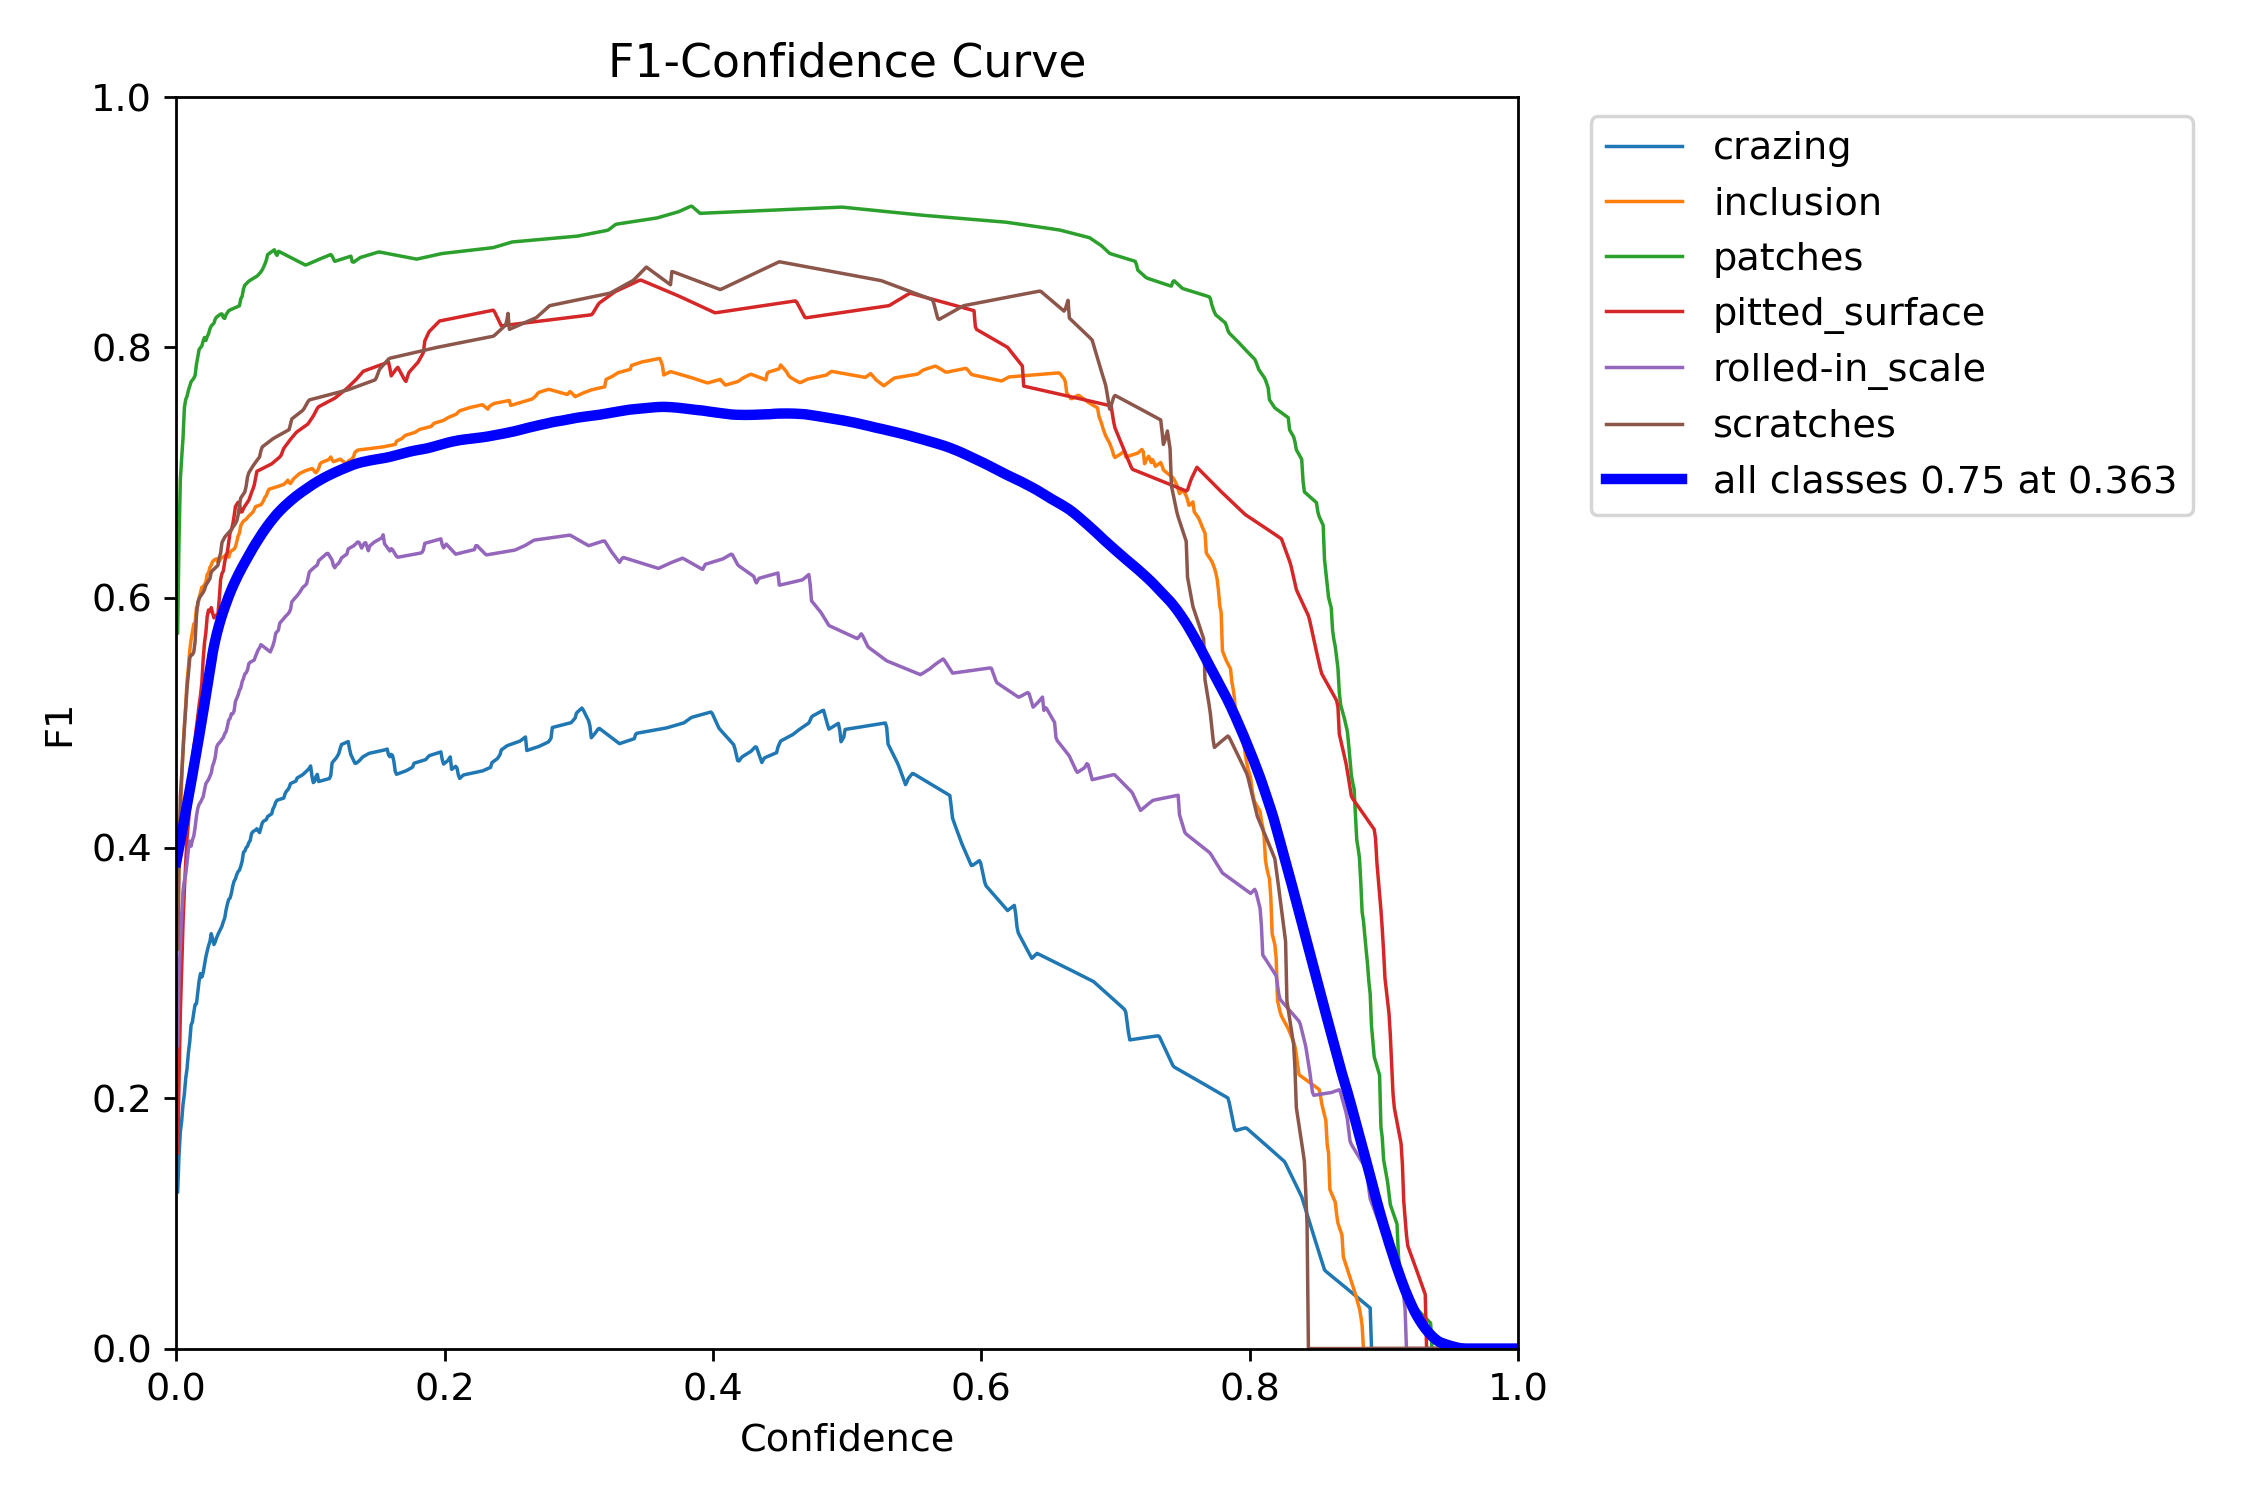 F1-Confidence Curve
1.0
0.8
0.6
0.4
0.2
0.0
F1
0.0 0.2 0.4 0.6 0.8 1.0
Confidence
crazing
inclusion
patches
pitted_surface
rolled-in_scale
scratches
all classes 0.75 at 0.363